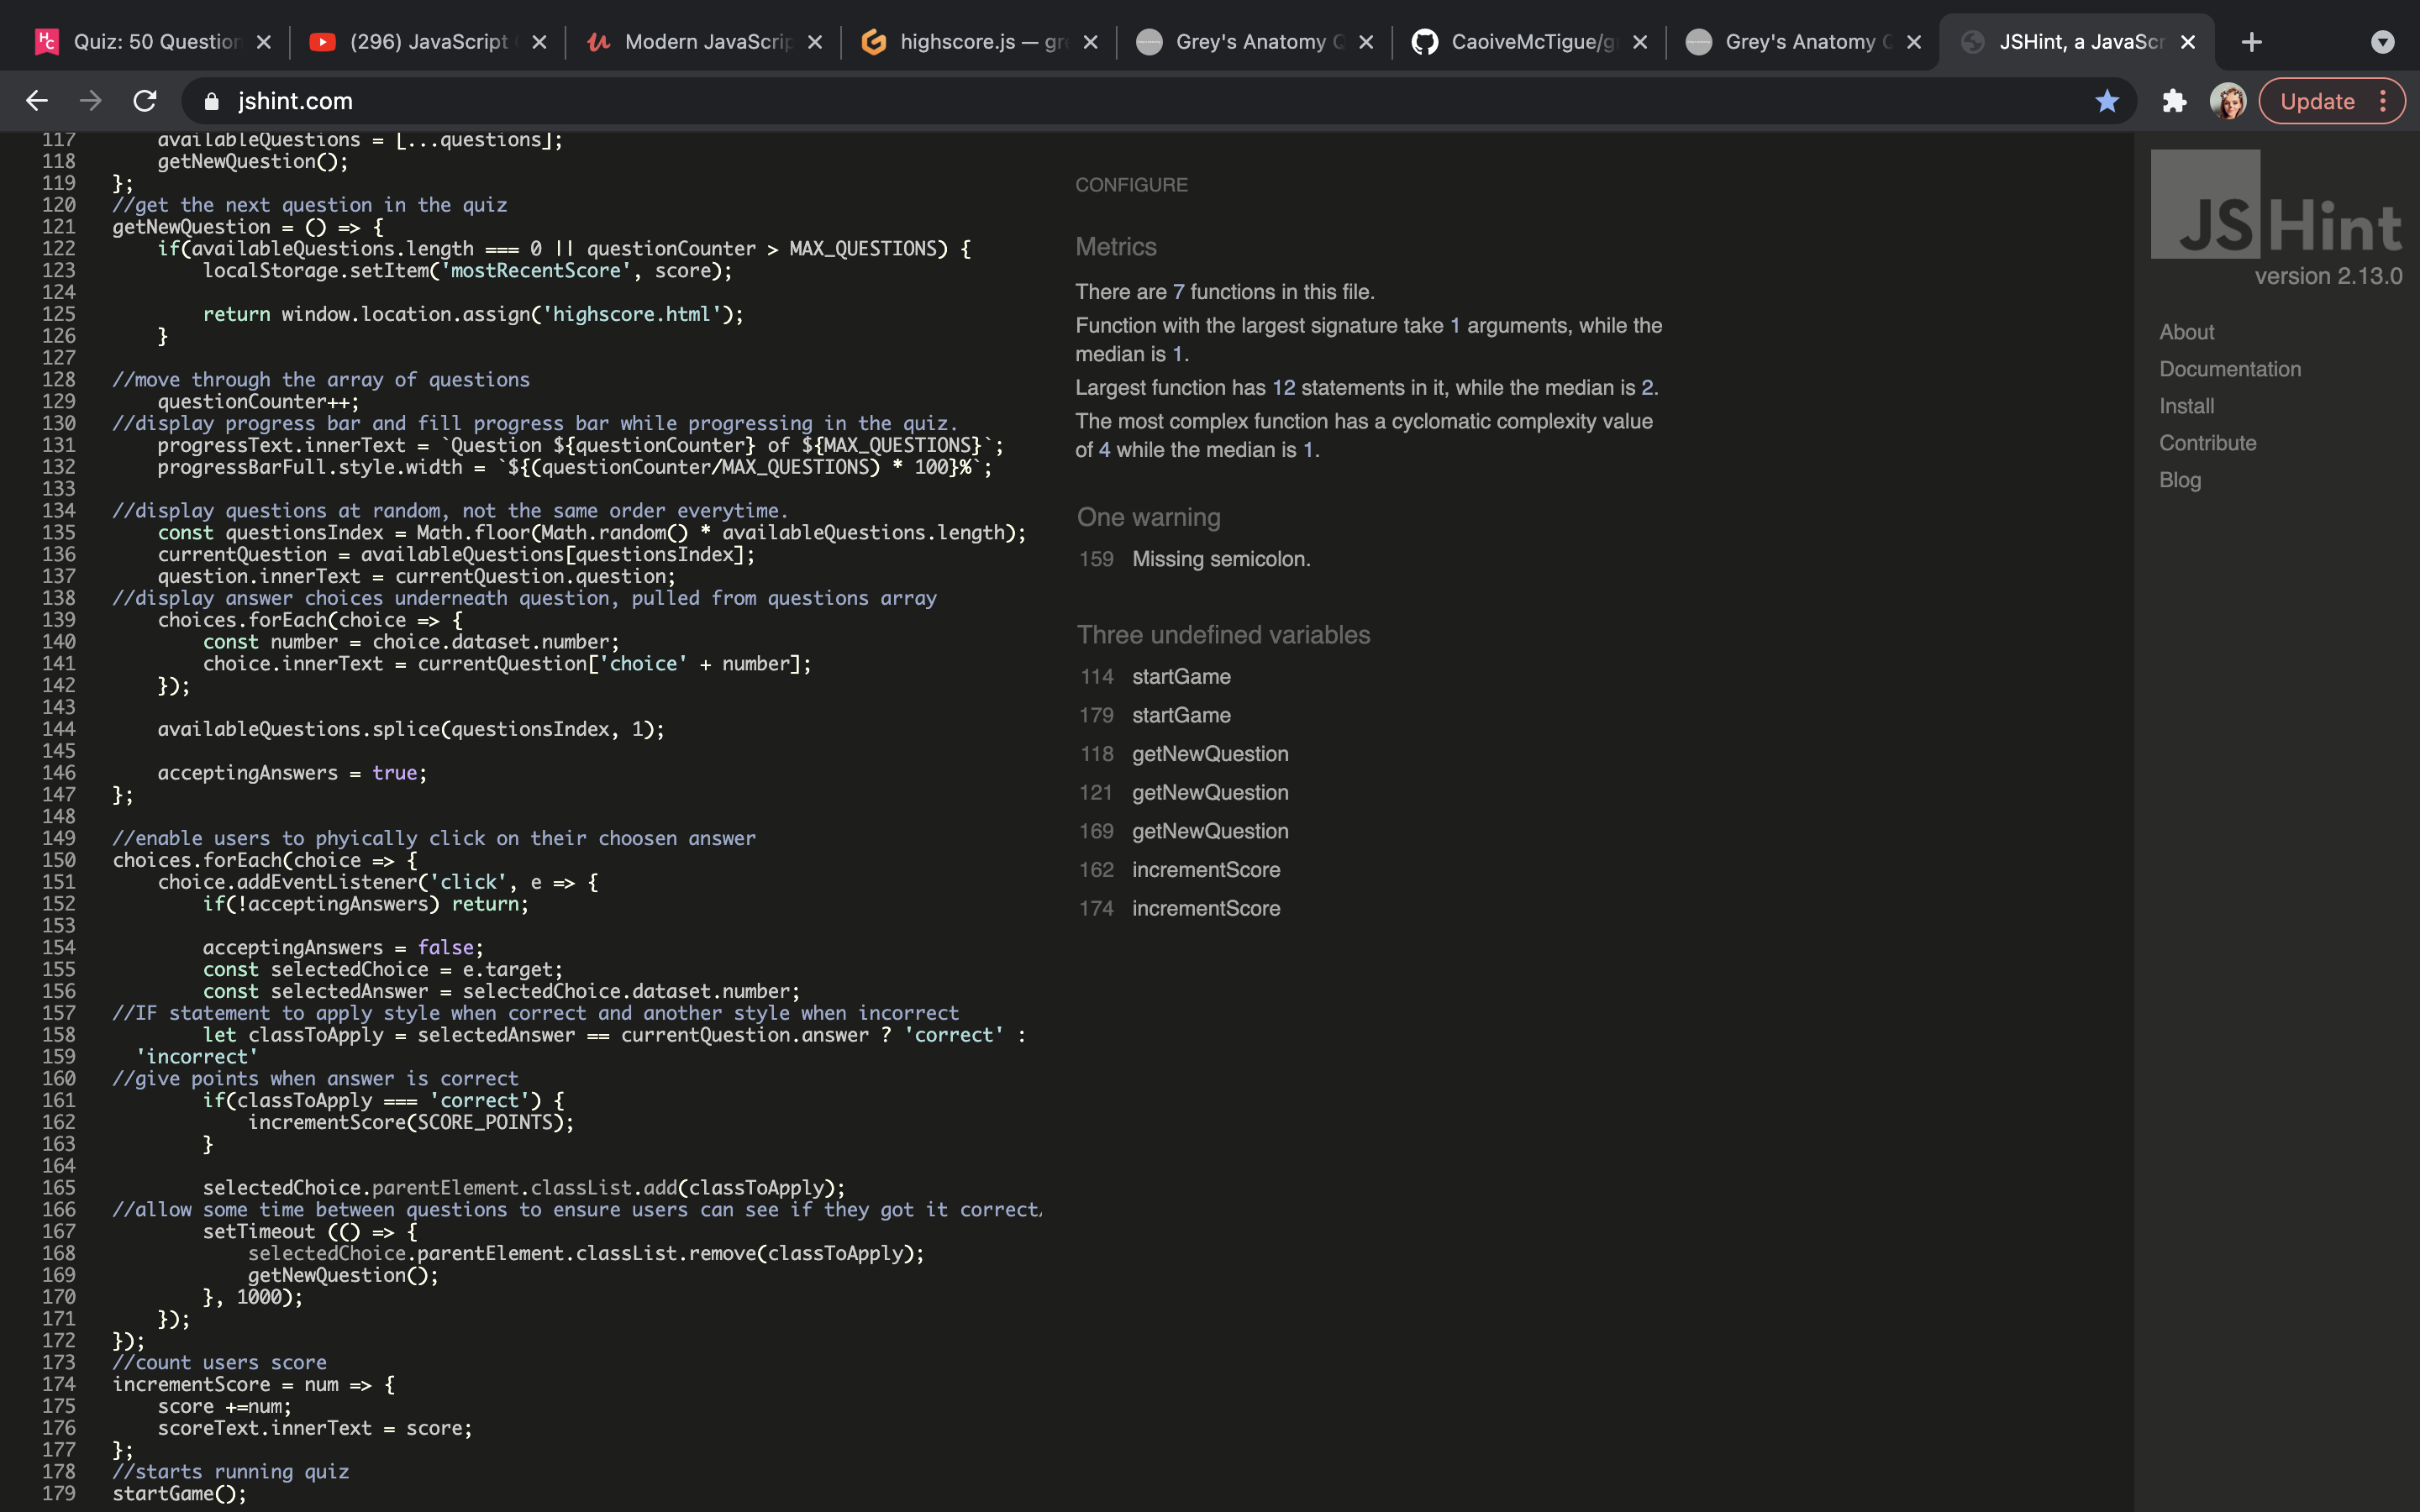 Quiz: 50 Question
(296) JavaScript
Modern JavaScrip
highscore.js — gr
Grey's Anatomy Q
CaoiveMcTigue/g
Grey's Anatomy Q
JSHint, a JavaScr
jshint.com
Update
117 availableQuestions = [...questions];
118 getNewQuestion();
119 };
120 //get the next question in the quiz
121 getNewQuestion = () => {
122 if(availableQuestions.length === 0 || questionCounter > MAX_QUESTIONS) {
123 localStorage.setItem('mostRecentScore', score);
124
125 return window.location.assign('highscore.html');
126 }
127
128 //move through the array of questions
129 questionCounter++;
130 //display progress bar and fill progress bar while progressing in the quiz.
131 progressText.innerText = `Question ${questionCounter} of ${MAX_QUESTIONS}`;
132 progressBarFull.style.width = `${(questionCounter/MAX_QUESTIONS) * 100}%`;
133
134 //display questions at random, not the same order everytime.
135 const questionsIndex = Math.floor(Math.random() * availableQuestions.length);
136 currentQuestion = availableQuestions[questionsIndex];
137 question.innerText = currentQuestion.question;
138 //display answer choices underneath question, pulled from questions array
139 choices.forEach(choice => {
140 const number = choice.dataset.number;
141 choice.innerText = currentQuestion['choice' + number];
142 });
143
144 availableQuestions.splice(questionsIndex, 1);
145
146 acceptingAnswers = true;
147 };
148
149 //enable users to phyically click on their choosen answer
150 choices.forEach(choice => {
151 choice.addEventListener('click', e => {
152 if(!acceptingAnswers) return;
153
154 acceptingAnswers = false;
155 const selectedChoice = e.target;
156 const selectedAnswer = selectedChoice.dataset.number;
157 //IF statement to apply style when correct and another style when incorrect
158 let classToApply = selectedAnswer == currentQuestion.answer ? 'correct' :
159 'incorrect'
160 //give points when answer is correct
161 if(classToApply === 'correct') {
162 incrementScore(SCORE_POINTS);
163 }
164
165 selectedChoice.parentElement.classList.add(classToApply);
166 //allow some time between questions to ensure users can see if they got it correct
167 setTimeout (() => {
168 selectedChoice.parentElement.classList.remove(classToApply);
169 getNewQuestion();
170 }, 1000);
171 });
172 });
173 //count users score
174 incrementScore = num => {
175 score +=num;
176 scoreText.innerText = score;
177 };
178 //starts running quiz
179 startGame();
CONFIGURE
Metrics
There are 7 functions in this file.
Function with the largest signature take 1 arguments, while the
median is 1.
Largest function has 12 statements in it, while the median is 2.
The most complex function has a cyclomatic complexity value
of 4 while the median is 1.
One warning
159 Missing semicolon.
Three undefined variables
114 startGame
179 startGame
118 getNewQuestion
121 getNewQuestion
169 getNewQuestion
162 incrementScore
174 incrementScore
JSHint
version 2.13.0
About
Documentation
Install
Contribute
Blog